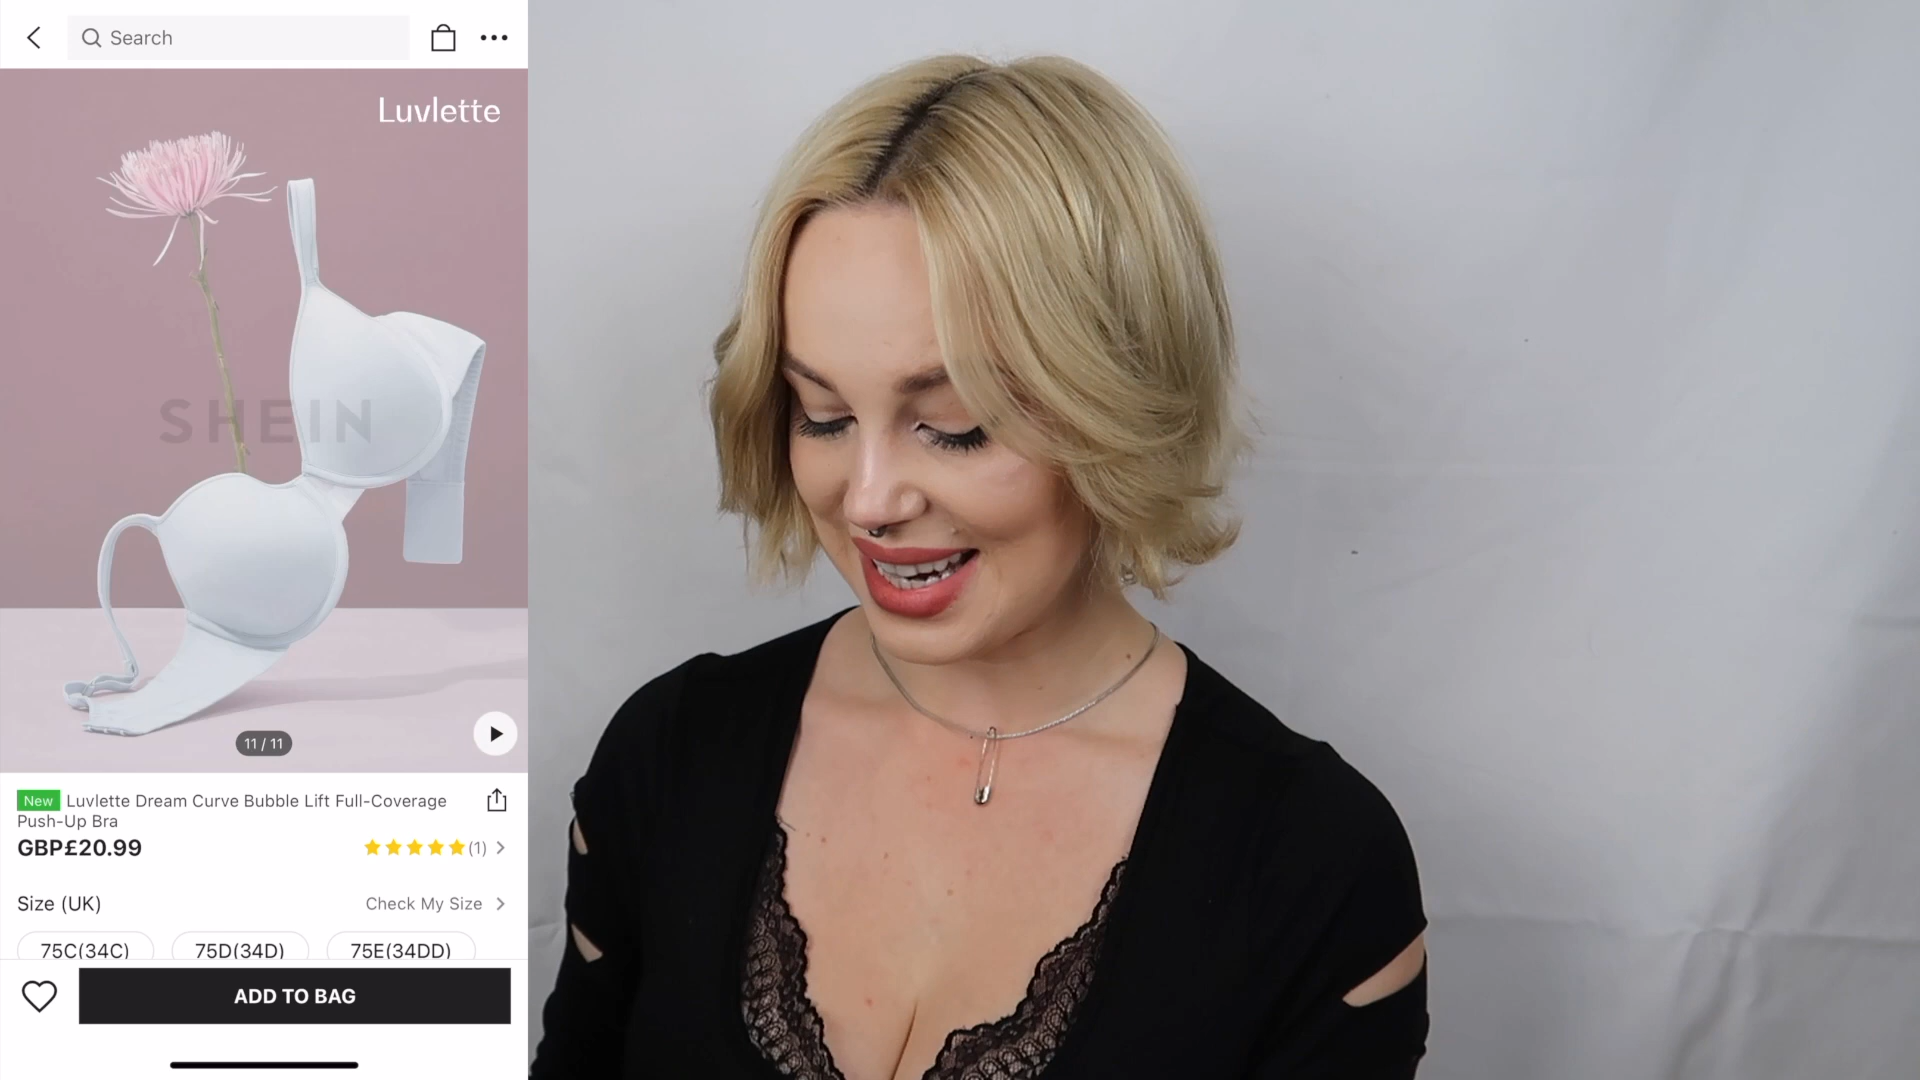 Search
Luvlette
SHEIN
11 / 11
New Luvlette Dream Curve Bubble Lift Full-Coverage
Push-Up Bra
GBP£20.99
(1)
Size (UK)
Check My Size
75C(34C)
75D(34D)
75E(34DD)
ADD TO BAG